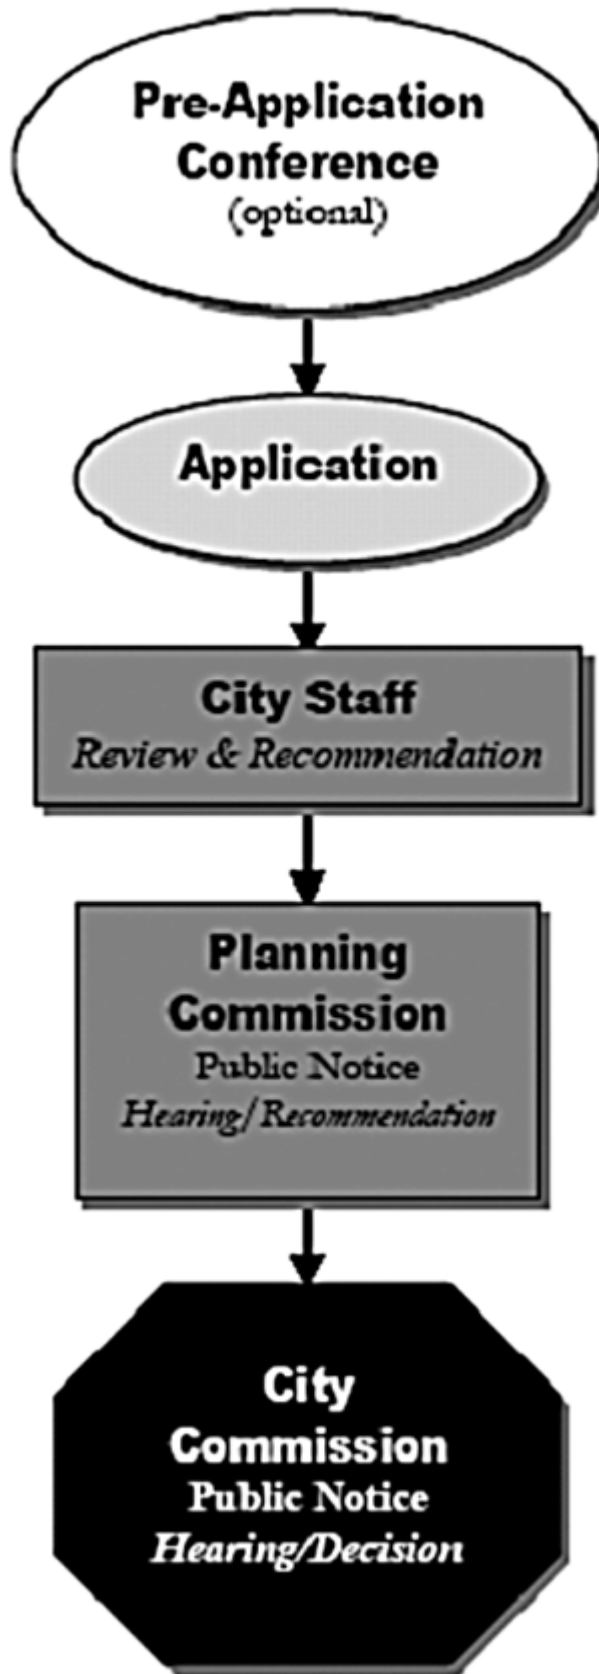 Pre-Application
Conference
(optional)
Application
City Staff
Review & Recommendation
Planning
Commission
Public Notice
Hearing/Recommendation
City
Commission
Public Notice
Hearing/Decision